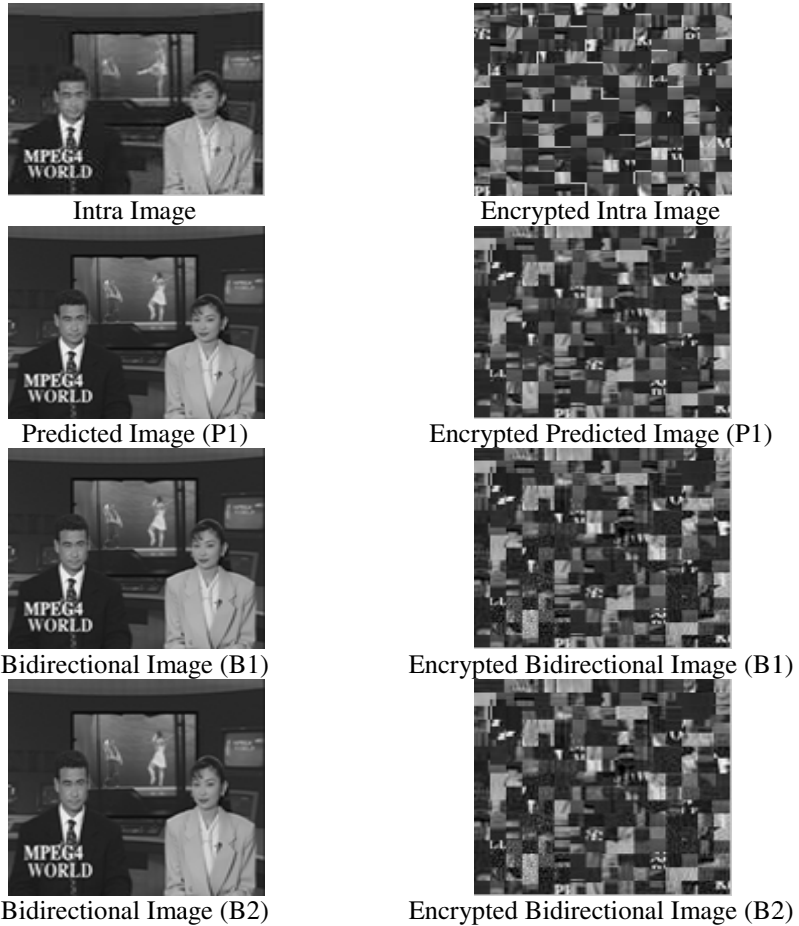 MPEG4
WORLD
Intra Image
Encrypted Intra Image
MPEG4
WORLD
Predicted Image (P1)
Encrypted Predicted Image (P1)
MPEG4
WORLD
Bidirectional Image (B1)
Encrypted Bidirectional Image (B1)
MPEG4
WORLD
Bidirectional Image (B2)
Encrypted Bidirectional Image (B2)